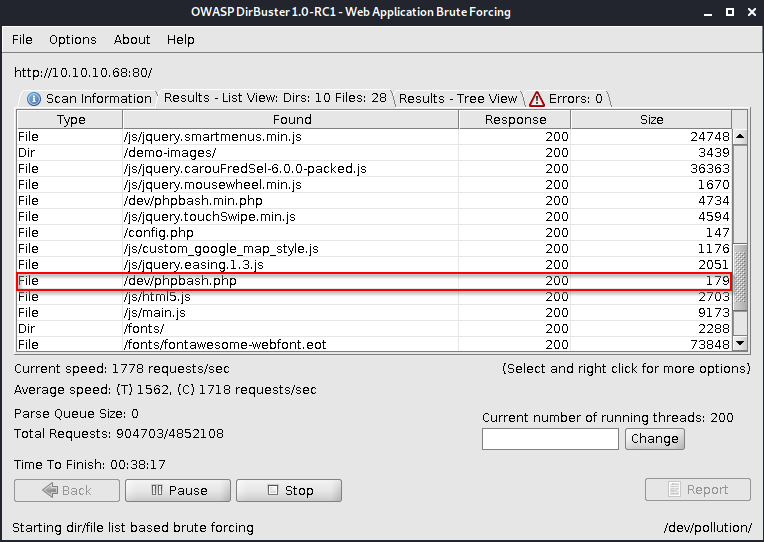 OWASP DirBuster 1.0-RC1 - Web Application Brute Forcing
File Options About Help
http://10.10.10.68:80/
Scan Information Results - List View: Dirs: 10 Files: 28 Results - Tree View Errors: 0
Type Found Response Size
File /js/jquery.smartmenus.min.js 200 24748
Dir /demo-images/ 200 3439
File /js/jquery.carouFredSel-6.0.0-packed.js 200 36363
File /js/jquery.mousewheel.min.js 200 1670
File /dev/phpbash.min.php 200 4734
File /js/jquery.touchSwipe.min.js 200 4594
File /config.php 200 147
File /js/custom_google_map_style.js 200 1176
File /js/jquery.easing.1.3.js 200 2051
File /dev/phpbash.php 200 179
File /js/html5.js 200 2703
File /js/main.js 200 9173
Dir /fonts/ 200 2288
File /fonts/fontawesome-webfont.eot 200 73848
Current speed: 1778 requests/sec (Select and right click for more options)
Average speed: (T) 1562, (C) 1718 requests/sec
Parse Queue Size: 0
Current number of running threads: 200
Total Requests: 904703/4852108
Change
Time To Finish: 00:38:17
Back Pause Stop Report
Starting dir/file list based brute forcing /dev/pollution/